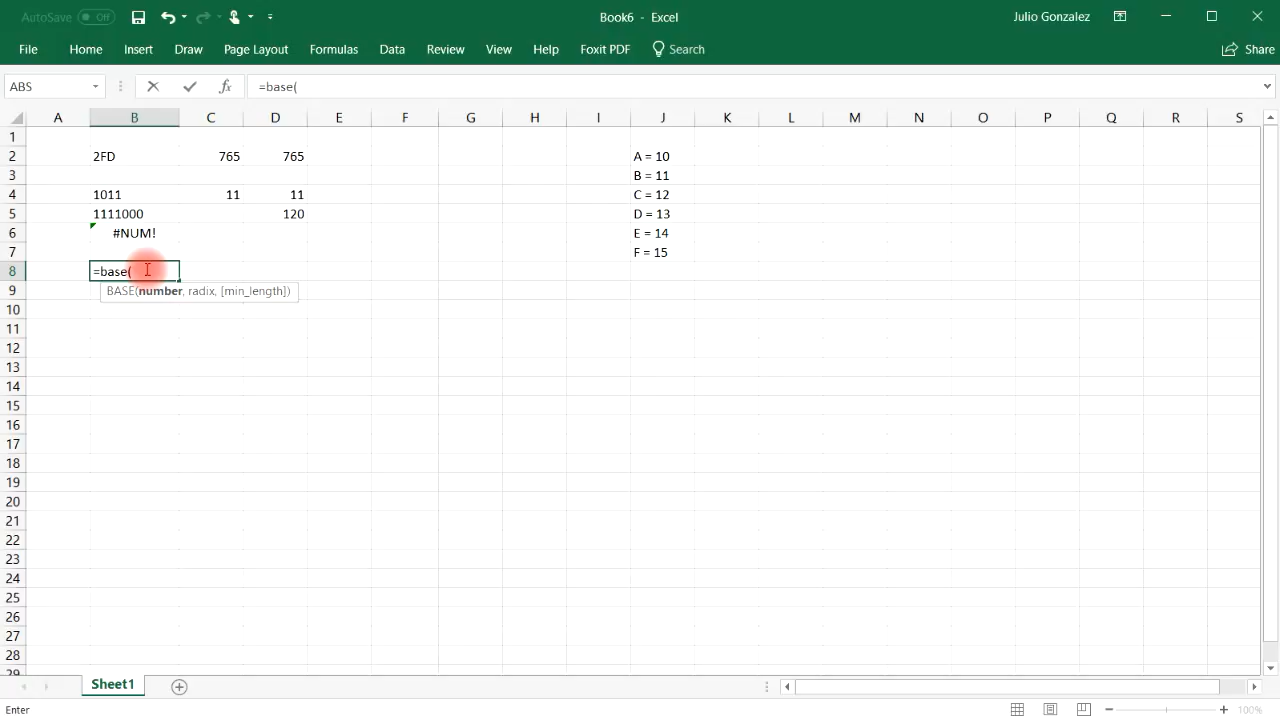 AutoSave Off Book6 - Excel Julio Gonzalez
File Home Insert Draw Page Layout Formulas Data Review View Help Foxit PDF Search Share
ABS fx =base(
A B C D E F G H I J K L M N O P Q R S
1
2 2FD 765 765 A = 10
3 B = 11
4 1011 11 11 C = 12
5 1111000 120 D = 13
6 #NUM! E = 14
7 F = 15
8 =base(
9 BASE(number, radix, [min_length])
10
11
12
13
14
15
16
17
18
19
20
21
22
23
24
25
26
27
28
29
Sheet1
Enter 100%